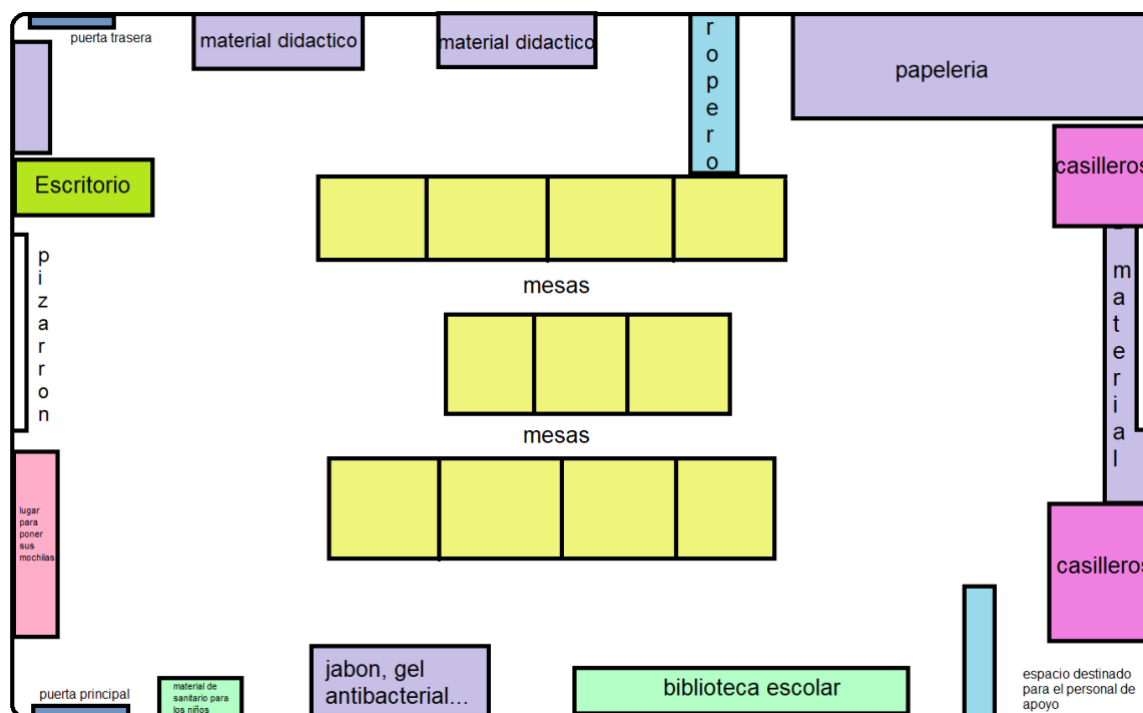 puerta trasera
material didactico
material didactico
ropero
papeleria
Escritorio
casilleros
pizarron
mesas
material
mesas
lugar
para
poner
sus
mochilas
casilleros
puerta principal
material de
sanitario para
los niños
jabon, gel
antibacterial...
biblioteca escolar
espacio destinado
para el personal de
apoyo